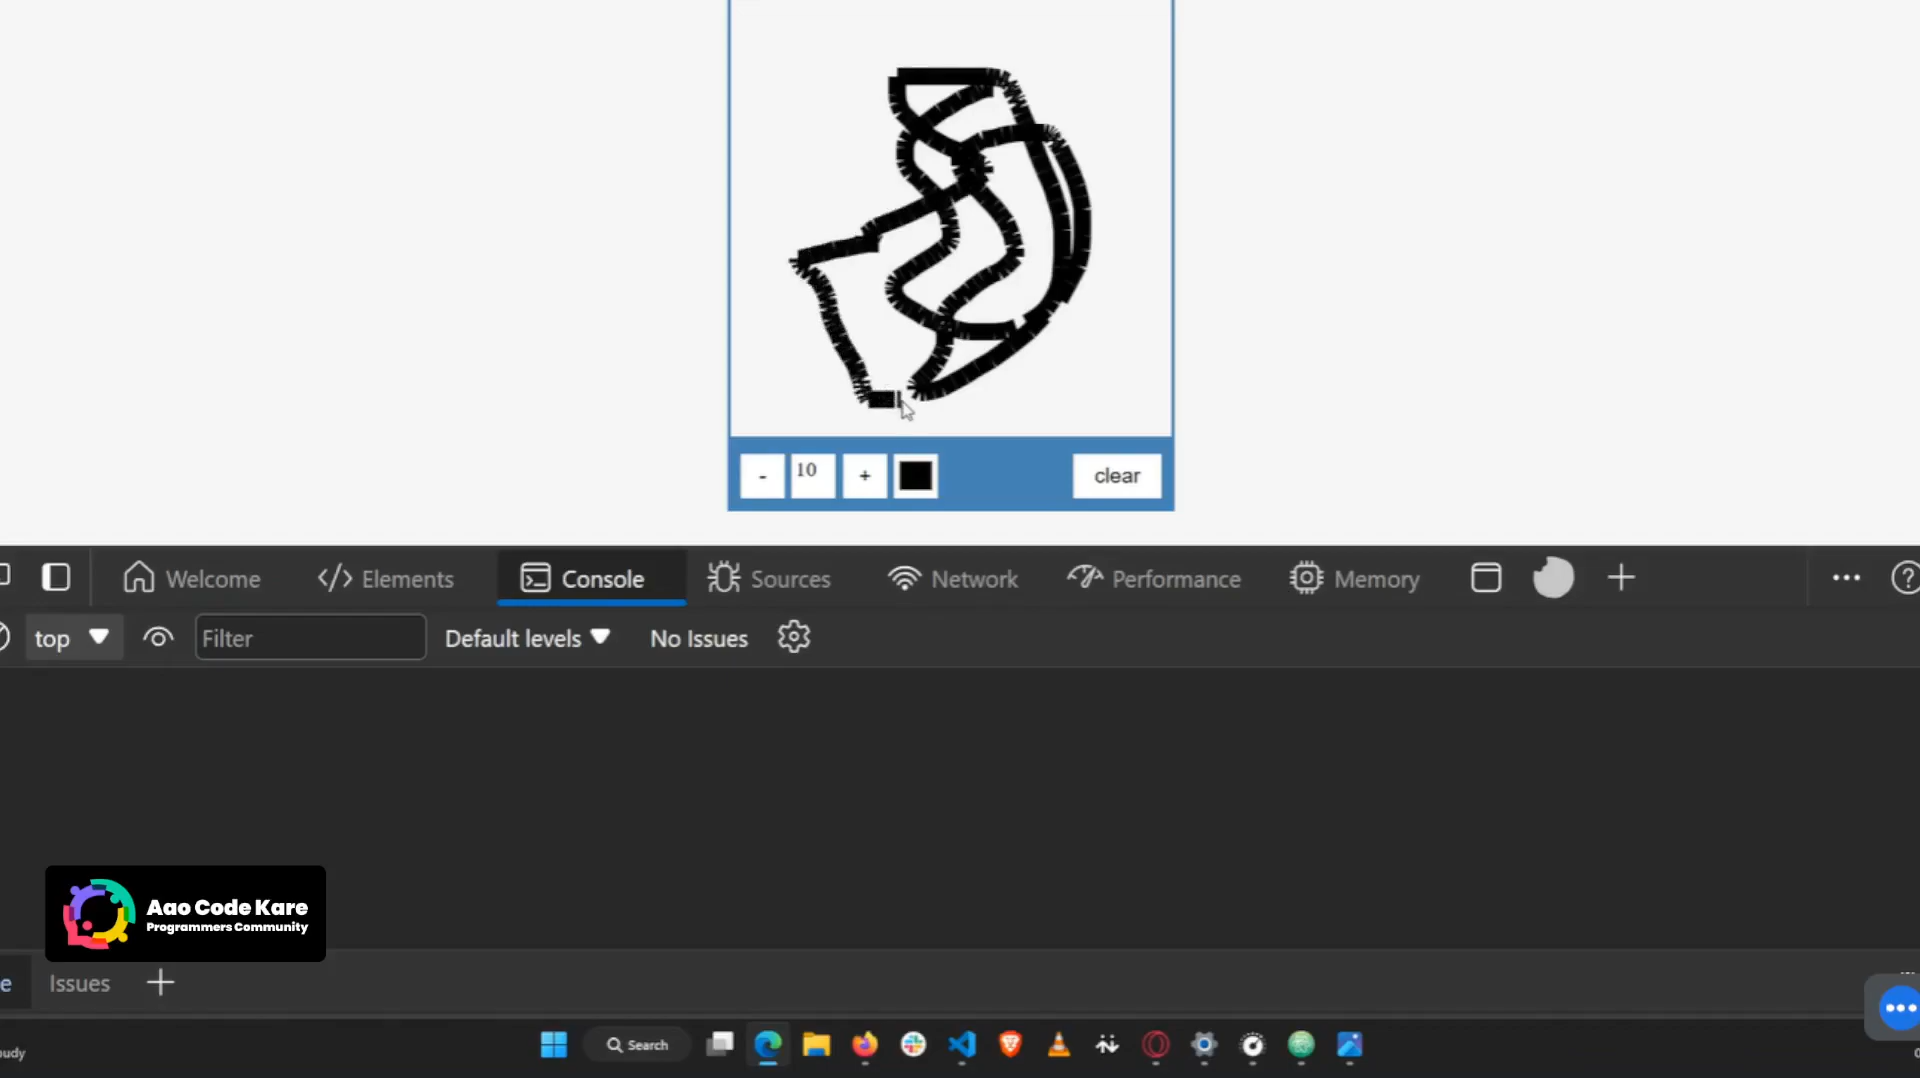 -
10
+
clear
Welcome
</> Elements
Console
Sources
Network
Performance
Memory
top
Filter
Default levels
No Issues
Aao Code Kare
Programmers Community
Issues
Search